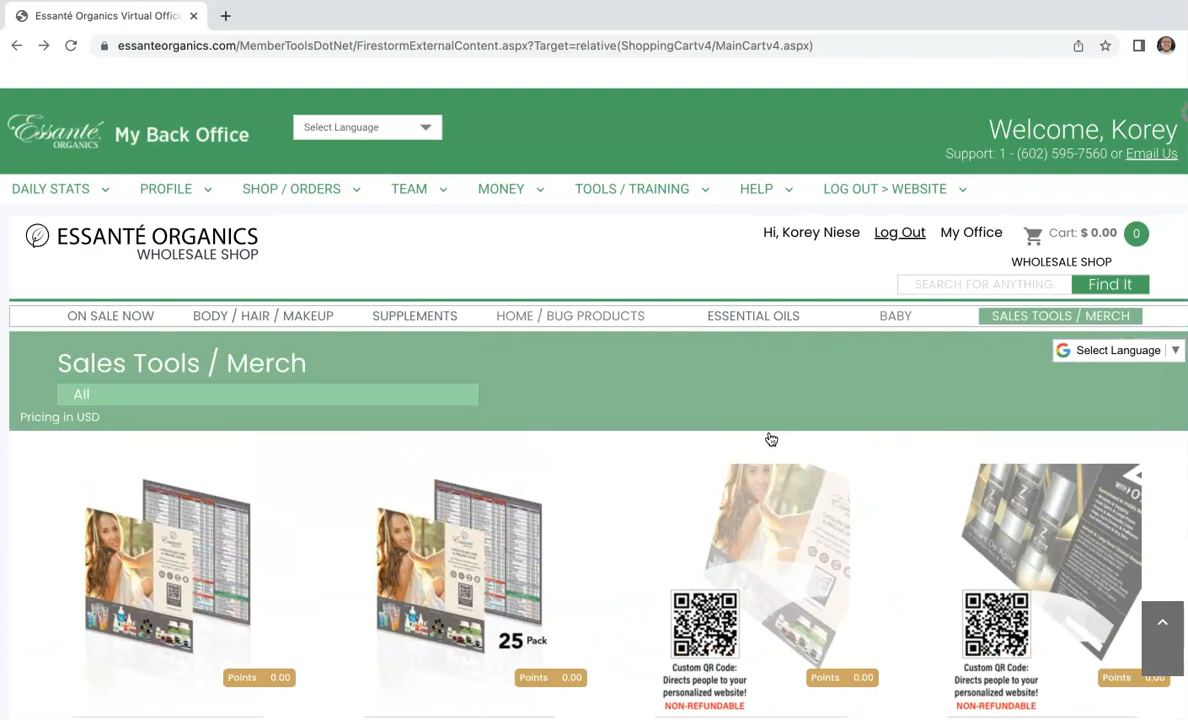 Essanté Organics Virtual Office
essanteorganics.com/MemberToolsDotNet/FirestormExternalContent.aspx?Target=relative(ShoppingCartv4/MainCartv4.aspx)
Essanté ORGANICS
My Back Office
Select Language
Welcome, Korey
Support: 1 - (602) 595-7560 or Email Us
DAILY STATS PROFILE SHOP / ORDERS TEAM MONEY TOOLS / TRAINING HELP LOG OUT > WEBSITE
ESSANTÉ ORGANICS
WHOLESALE SHOP
Hi, Korey Niese Log Out My Office Cart: $ 0.00 0
WHOLESALE SHOP
SEARCH FOR ANYTHING. Find It
ON SALE NOW BODY / HAIR / MAKEUP SUPPLEMENTS HOME / BUG PRODUCTS ESSENTIAL OILS BABY SALES TOOLS / MERCH
Sales Tools / Merch
Select Language
All
Pricing in USD
25 Pack
Points 0.00
Points 0.00
Custom QR Code:
Directs people to your
personalized website!
NON-REFUNDABLE
Points 0.00
Custom QR Code:
Directs people to your
personalized website!
NON-REFUNDABLE
Points 0.00